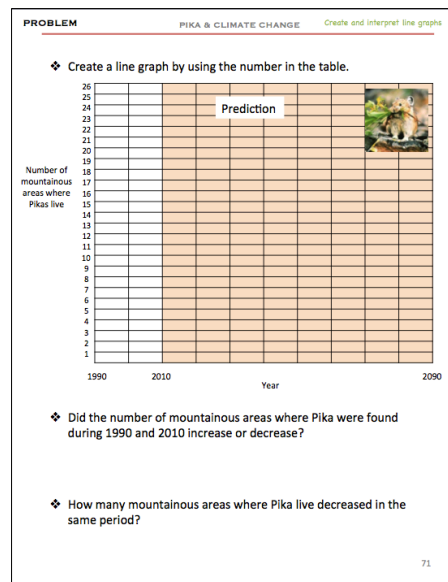 PROBLEM
PIKA & CLIMATE CHANGE
Create and interpret line graphs
❖ Create a line graph by using the number in the table.
26
25
24
23
22
21
20
19
18
17
16
15
14
13
12
11
10
9
8
7
6
5
4
3
2
1
Prediction
Number of
mountainous
areas where
Pikas live
1990
2010
2090
Year
❖ Did the number of mountainous areas where Pika were found
during 1990 and 2010 increase or decrease?
❖ How many mountainous areas where Pika live decreased in the
same period?
71